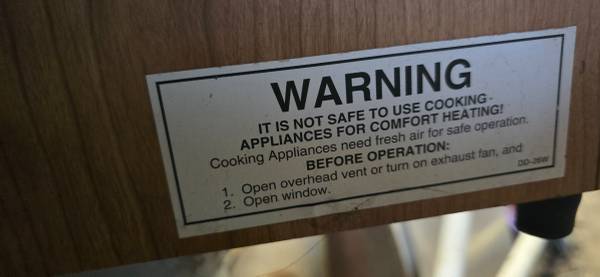 WARNING
IT IS NOT SAFE TO USE COOKING
APPLIANCES FOR COMFORT HEATING!
Cooking Appliances need fresh air for safe operation.
BEFORE OPERATION:
1. Open overhead vent or turn on exhaust fan, and
2. Open window.
DD-26W